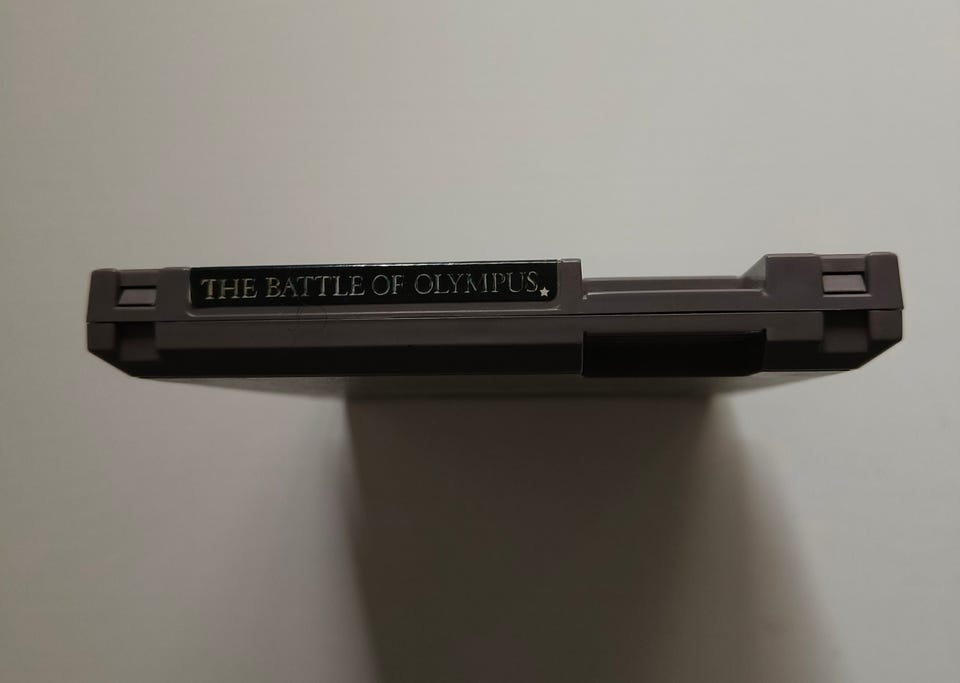 THE BATTLE OF OLYMPUS★